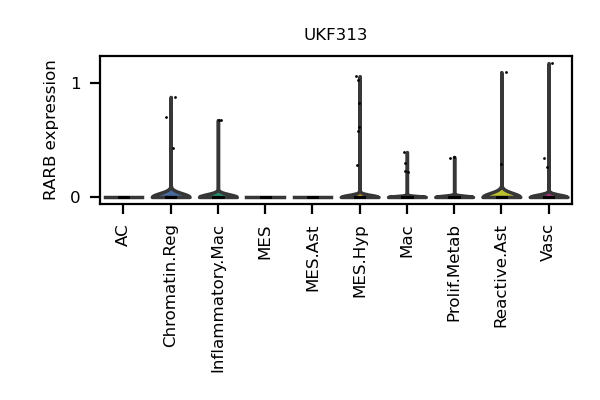 UKF313
RARB expression
1
0
AC
Chromatin.Reg
Inflammatory.Mac
MES
MES.Ast
MES.Hyp
Mac
Prolif.Metab
Reactive.Ast
Vasc